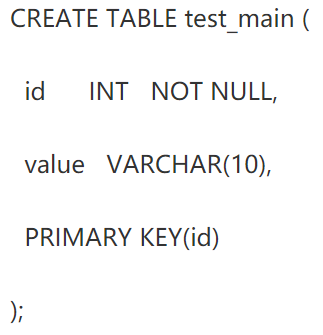 CREATE TABLE test_main (
id INT NOT NULL,
value VARCHAR(10),
PRIMARY KEY(id)
);